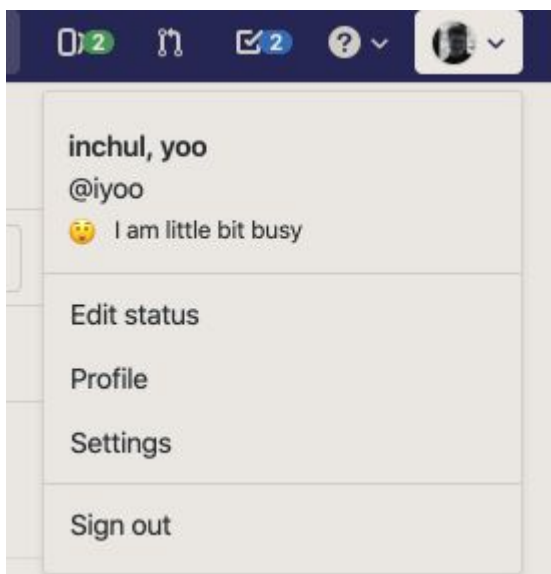 2
2
inchul, yoo
@iyoo
I am little bit busy
Edit status
Profile
Settings
Sign out